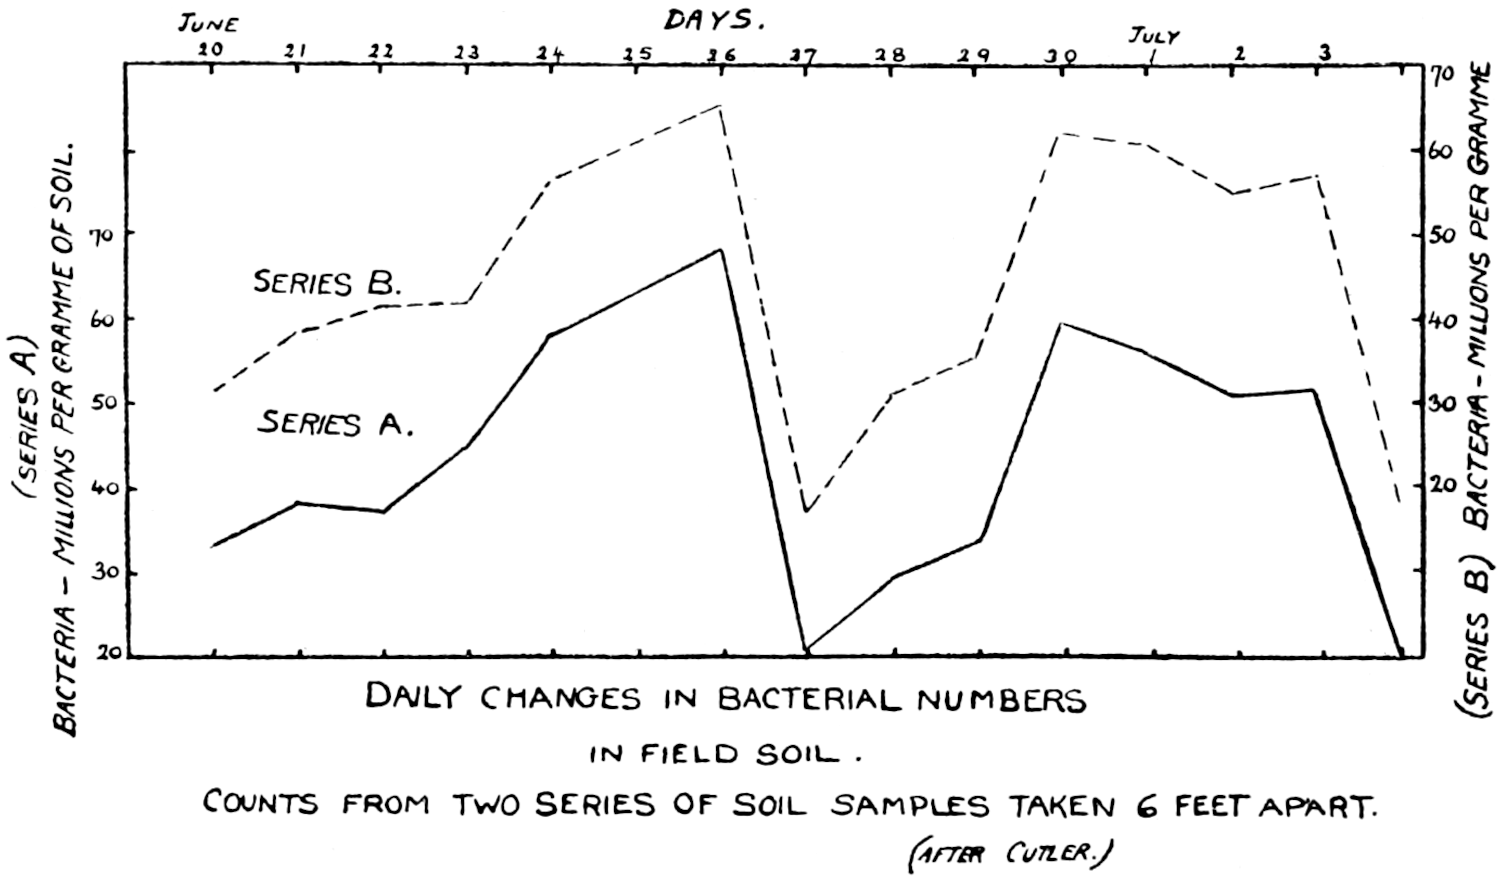 DAYS.
JUNE
JULY
20 21 22 23 24 25 26 27 28 29 30 1 2 3
(SERIES A)
BACTERIA – MILLIONS PER GRAMME OF SOIL.
70
60
50
40
30
20
SERIES B.
SERIES A.
70
60
50
40
30
20
(SERIES B) BACTERIA – MILLIONS PER GRAMME
DAILY CHANGES IN BACTERIAL NUMBERS
IN FIELD SOIL.
COUNTS FROM TWO SERIES OF SOIL SAMPLES TAKEN 6 FEET APART.
(AFTER CUTLER.)